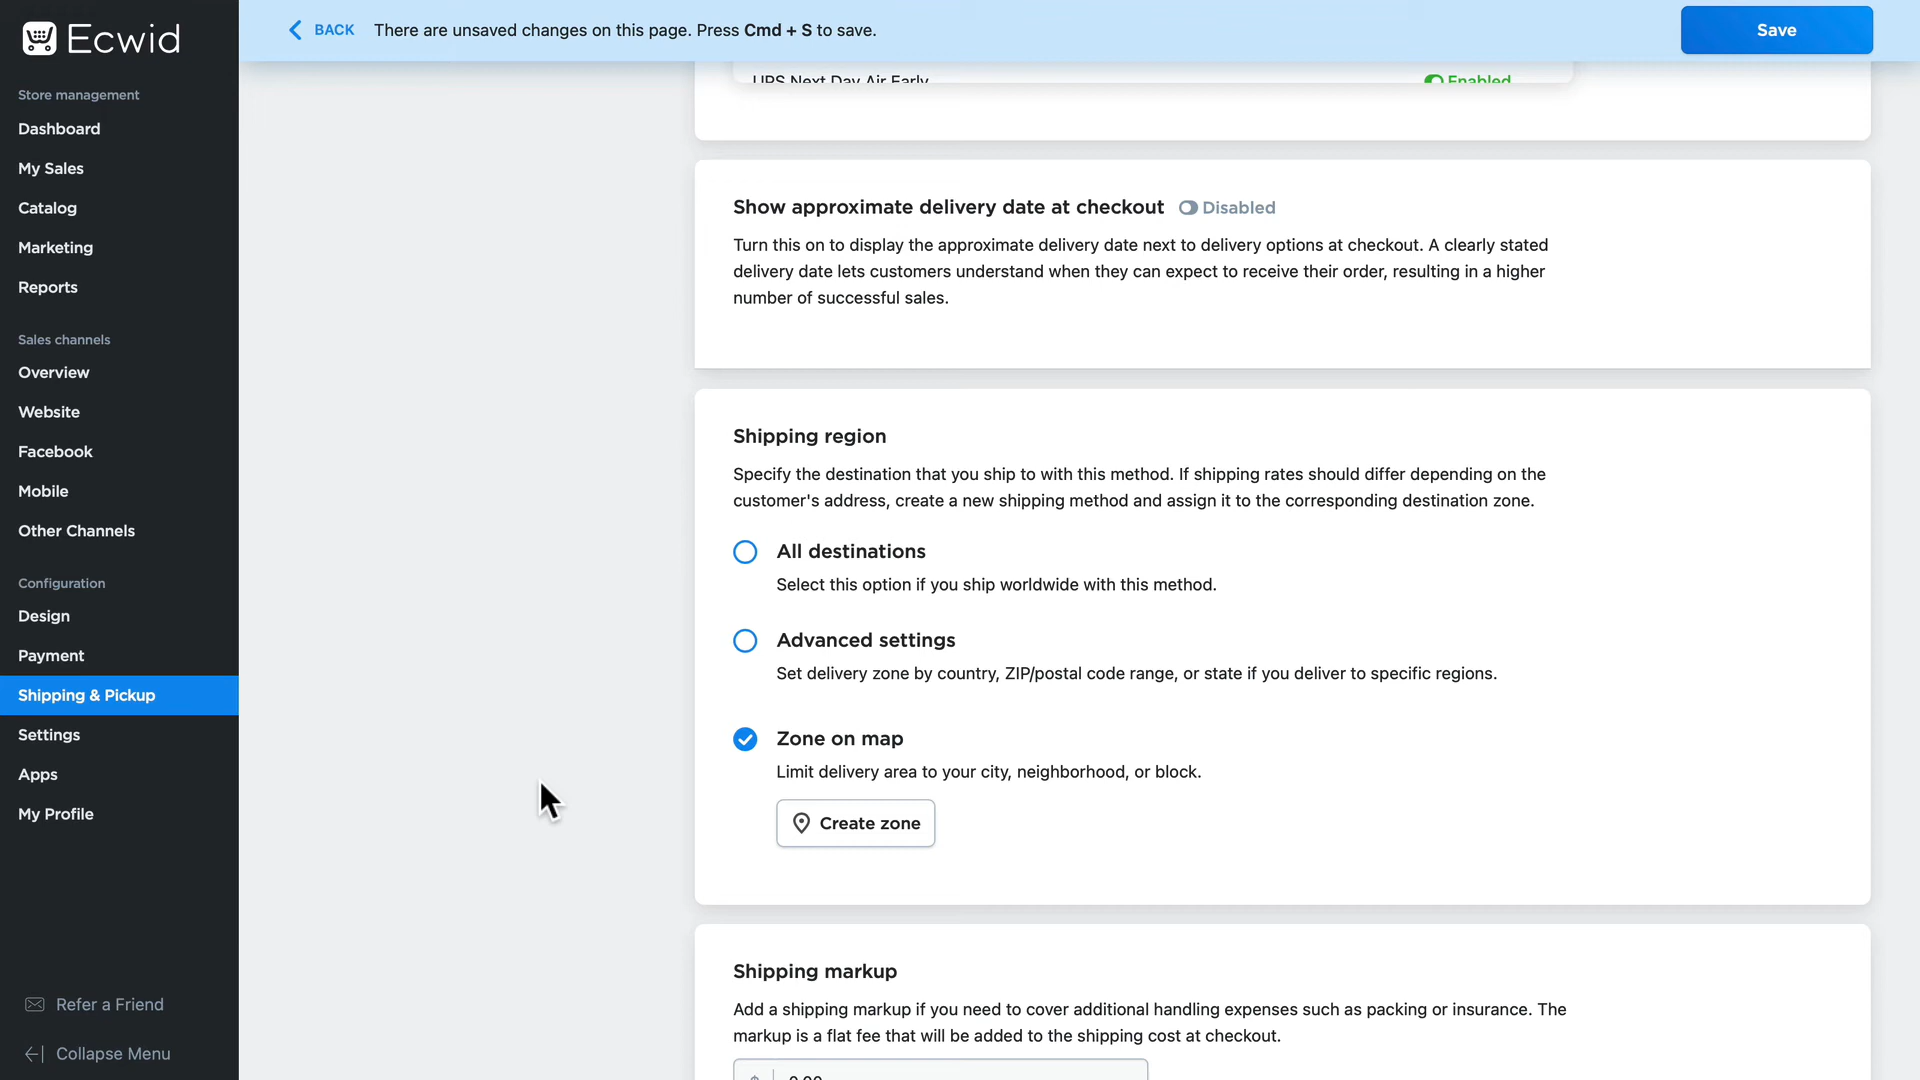 Ecwid
Store management
Dashboard
My Sales
Catalog
Marketing
Reports
Sales channels
Overview
Website
Facebook
Mobile
Other Channels
Configuration
Design
Payment
Shipping & Pickup
Settings
Apps
My Profile
Refer a Friend
Collapse Menu
BACK There are unsaved changes on this page. Press Cmd + S to save. Save
UPS Next Day Air Early Enabled
Show approximate delivery date at checkout Disabled
Turn this on to display the approximate delivery date next to delivery options at checkout. A clearly stated
delivery date lets customers understand when they can expect to receive their order, resulting in a higher
number of successful sales.
Shipping region
Specify the destination that you ship to with this method. If shipping rates should differ depending on the
customer's address, create a new shipping method and assign it to the corresponding destination zone.
All destinations
Select this option if you ship worldwide with this method.
Advanced settings
Set delivery zone by country, ZIP/postal code range, or state if you deliver to specific regions.
Zone on map
Limit delivery area to your city, neighborhood, or block.
Create zone
Shipping markup
Add a shipping markup if you need to cover additional handling expenses such as packing or insurance. The
markup is a flat fee that will be added to the shipping cost at checkout.
$ 0.00